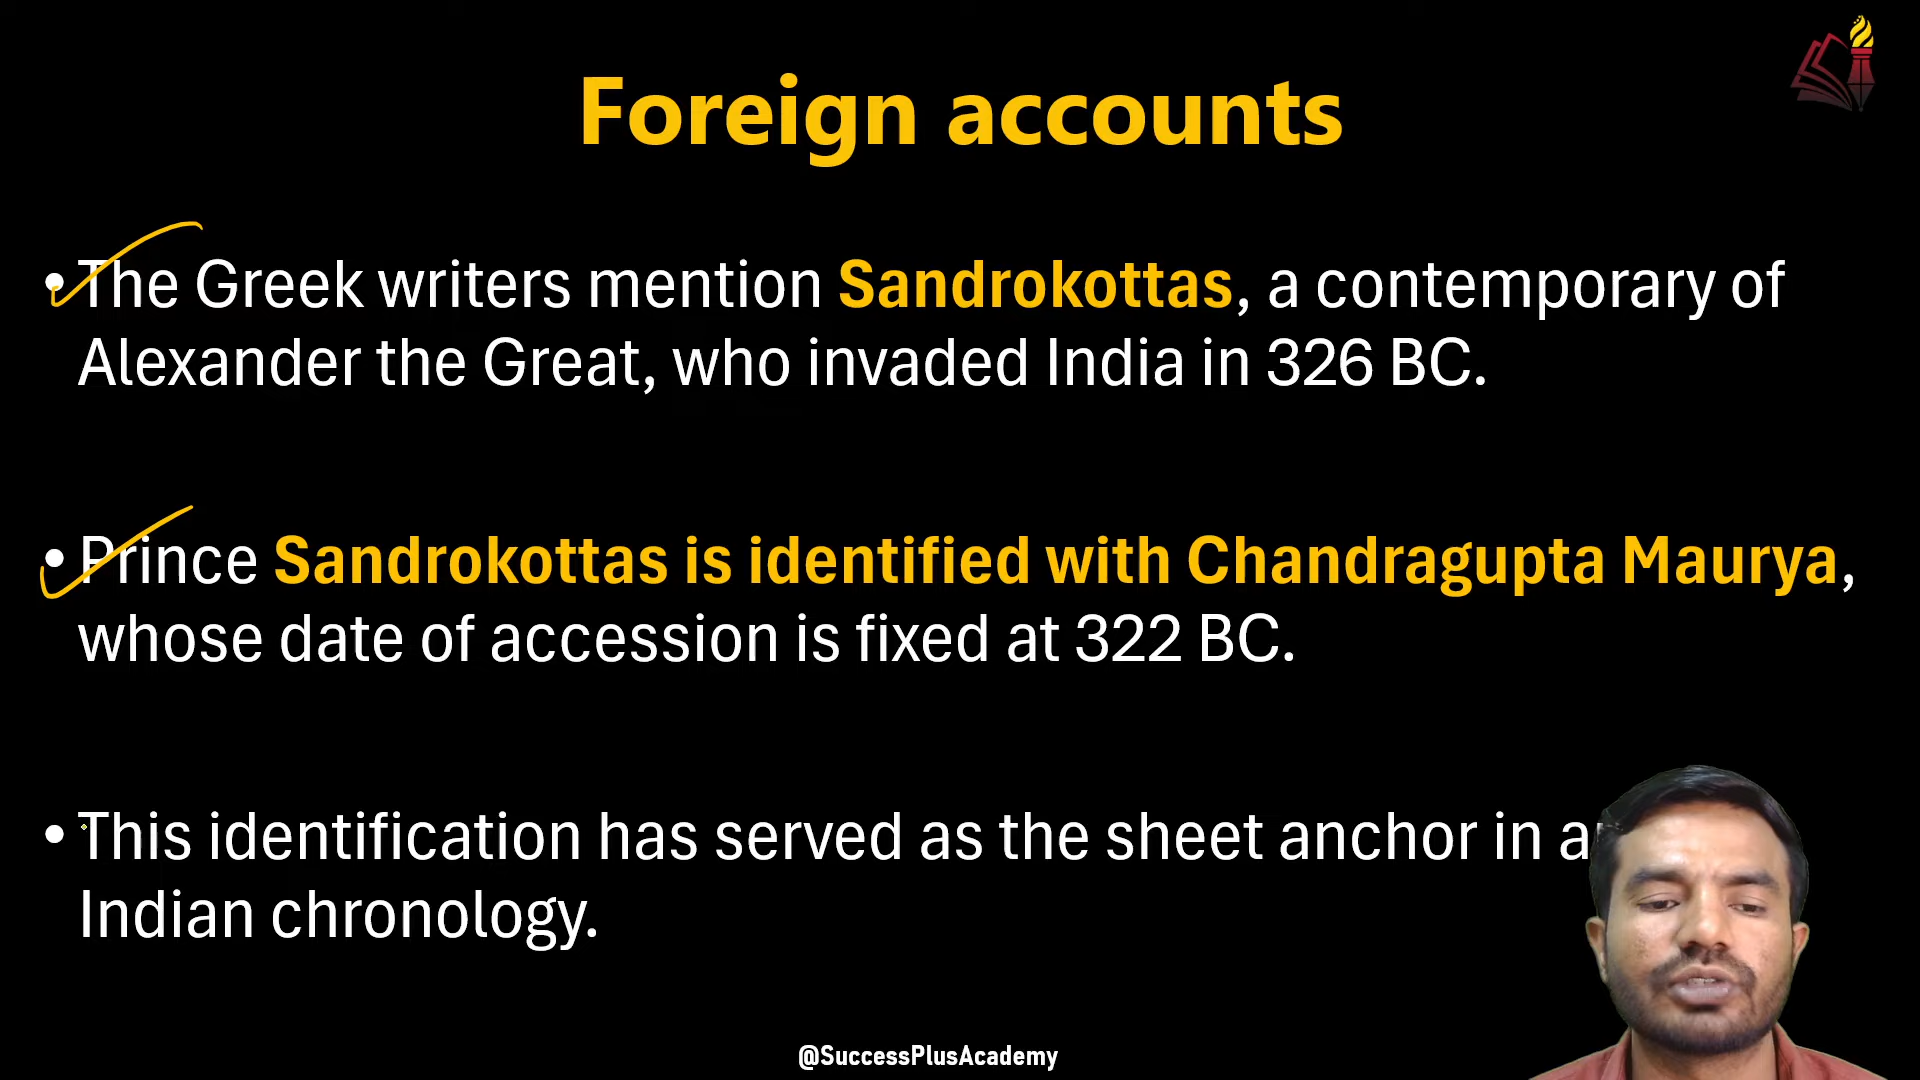 Foreign accounts
• The Greek writers mention Sandrokottas, a contemporary of
Alexander the Great, who invaded India in 326 BC.
• Prince Sandrokottas is identified with Chandragupta Maurya,
whose date of accession is fixed at 322 BC.
• This identification has served as the sheet anchor in
Indian chronology.
@SuccessPlusAcademy